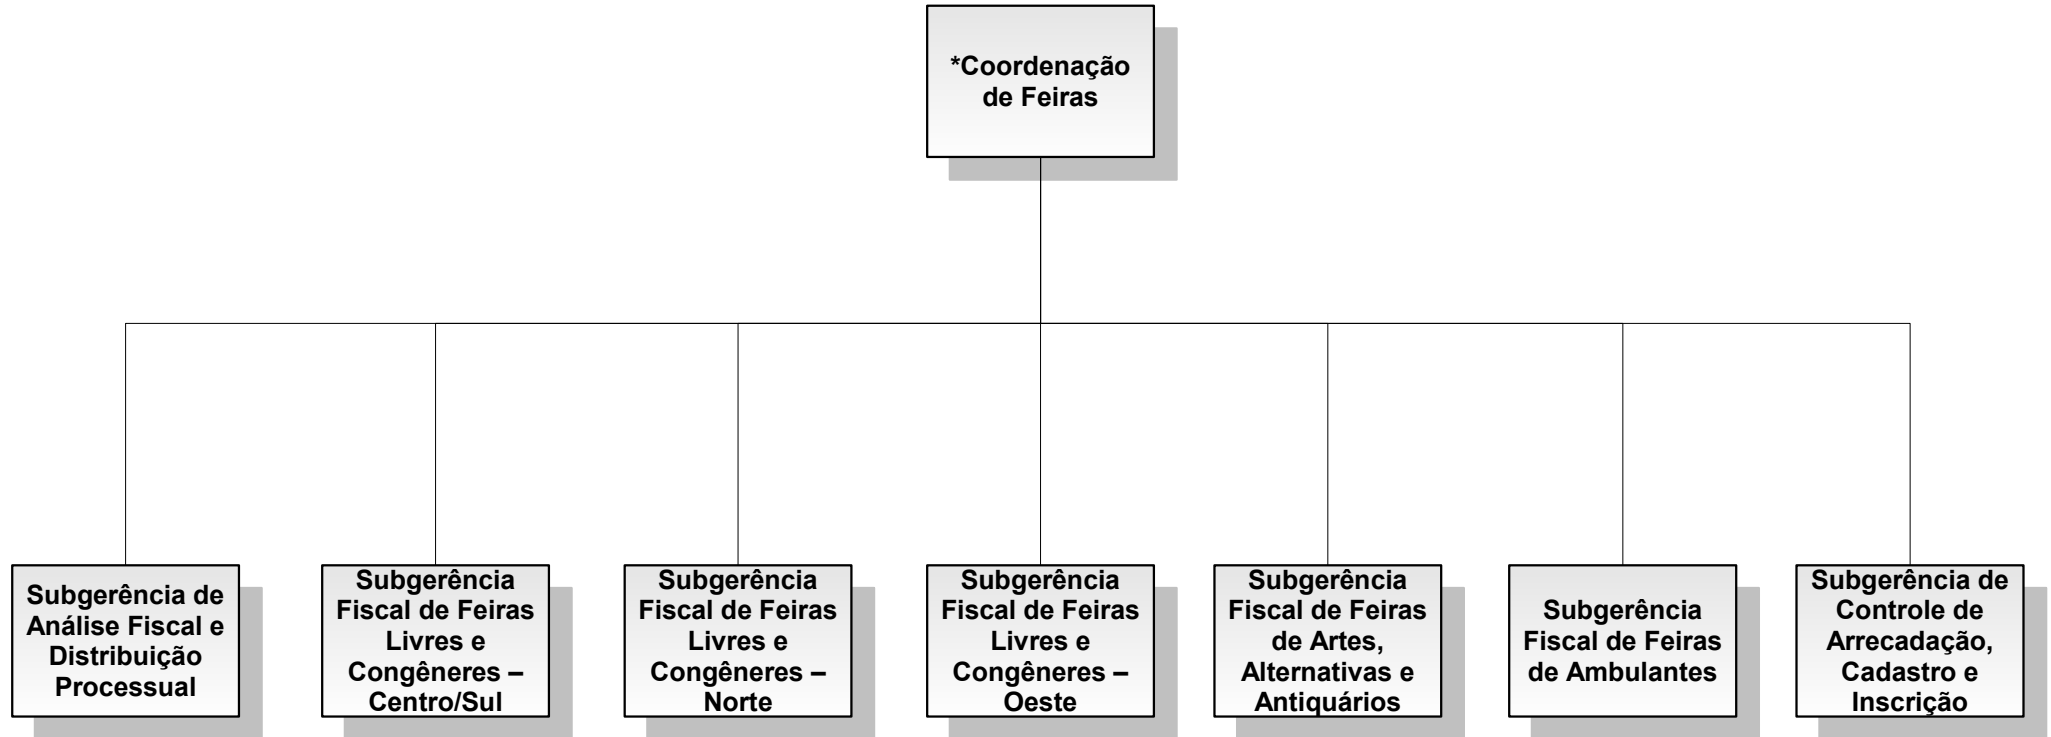 *Coordenação
de Feiras
Subgerência de
Análise Fiscal e
Distribuição
Processual
Subgerência
Fiscal de Feiras
Livres e
Congêneres –
Centro/Sul
Subgerência
Fiscal de Feiras
Livres e
Congêneres –
Norte
Subgerência
Fiscal de Feiras
Livres e
Congêneres –
Oeste
Subgerência
Fiscal de Feiras
de Artes,
Alternativas e
Antiquários
Subgerência
Fiscal de Feiras
de Ambulantes
Subgerência de
Controle de
Arrecadação,
Cadastro e
Inscrição